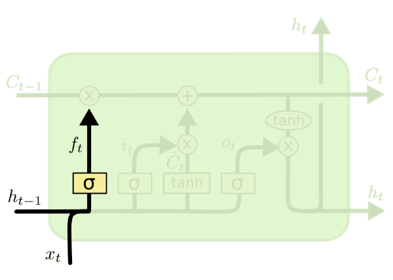 h_t
C_{t-1} x + C_t
tanh
f_t i_t C̃_t o_t x x
σ σ tanh σ
h_{t-1} h_t
x_t